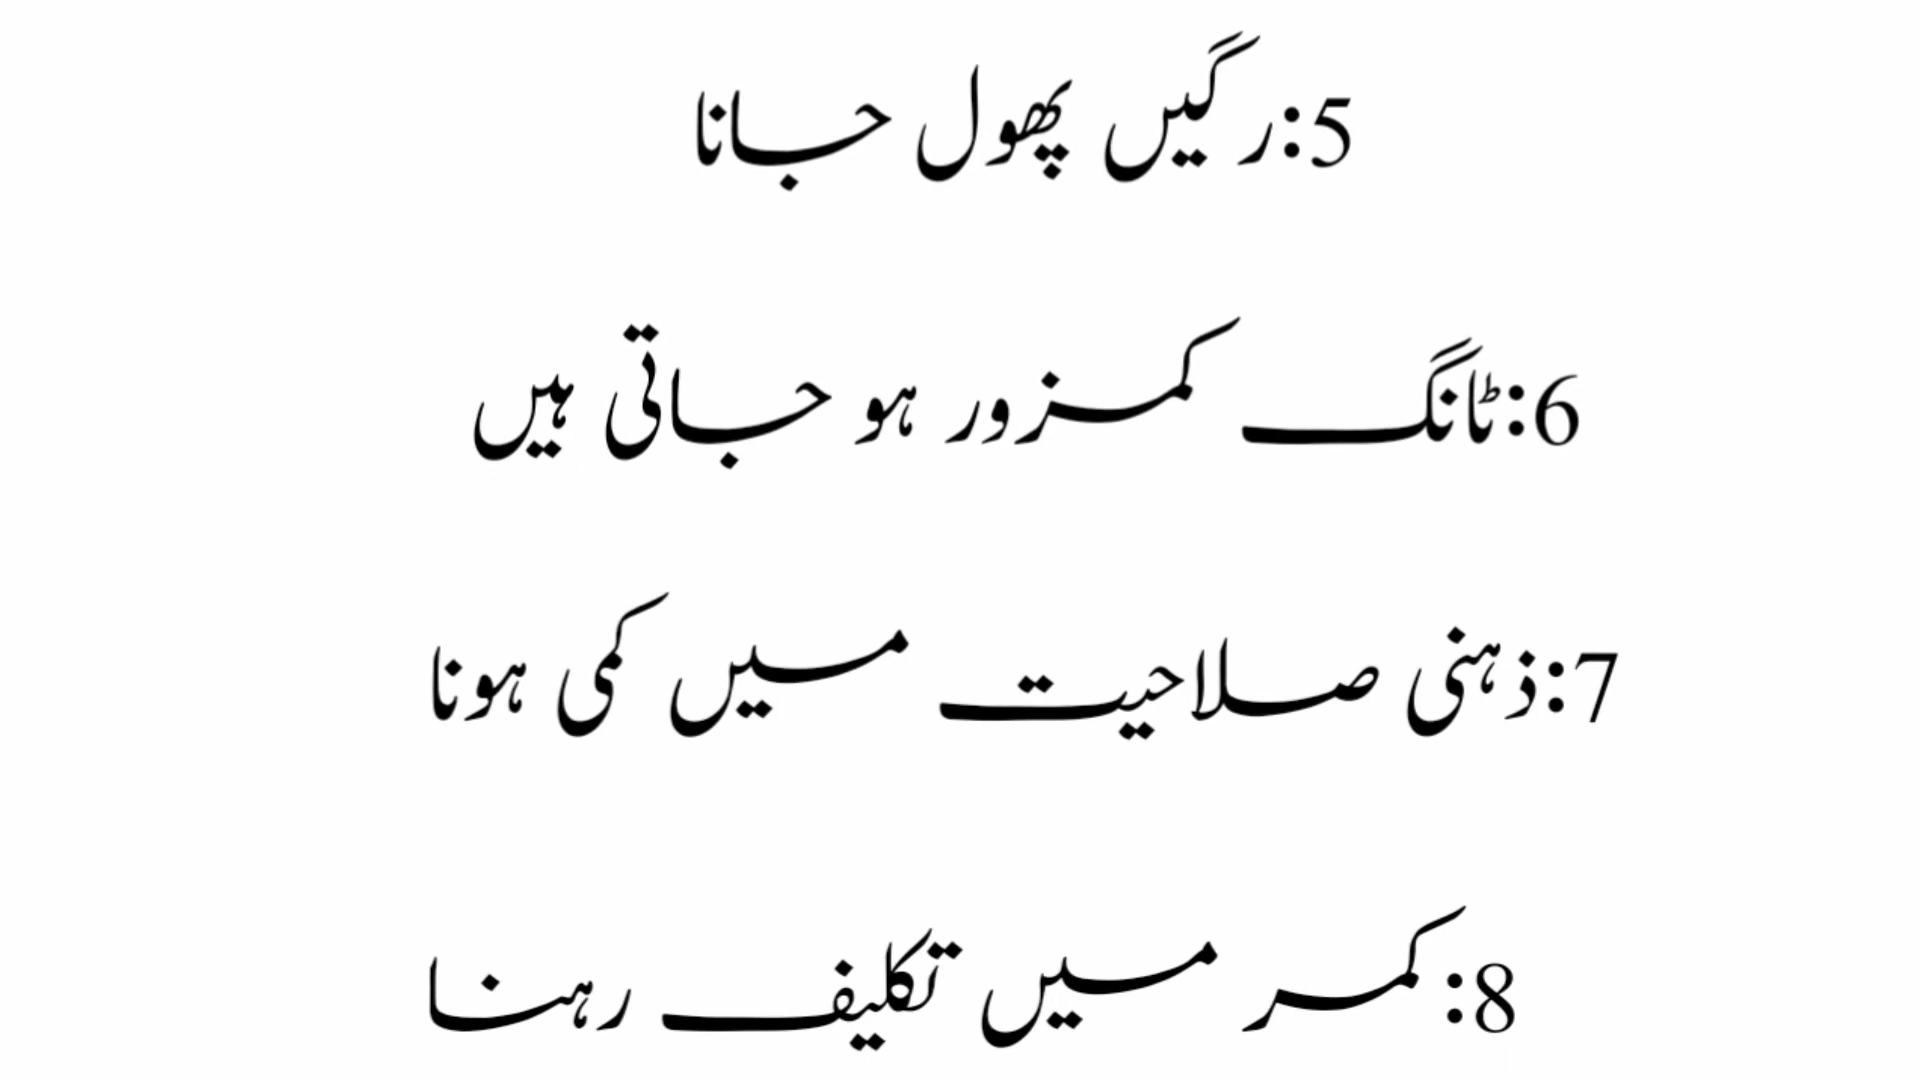 5:رگیں پھول جانا
6:ٹانگ کمزور ہو جاتی ہیں
7:ذہنی صلاحیت میں کمی ہونا
8:کمر میں تکلیف رہنا